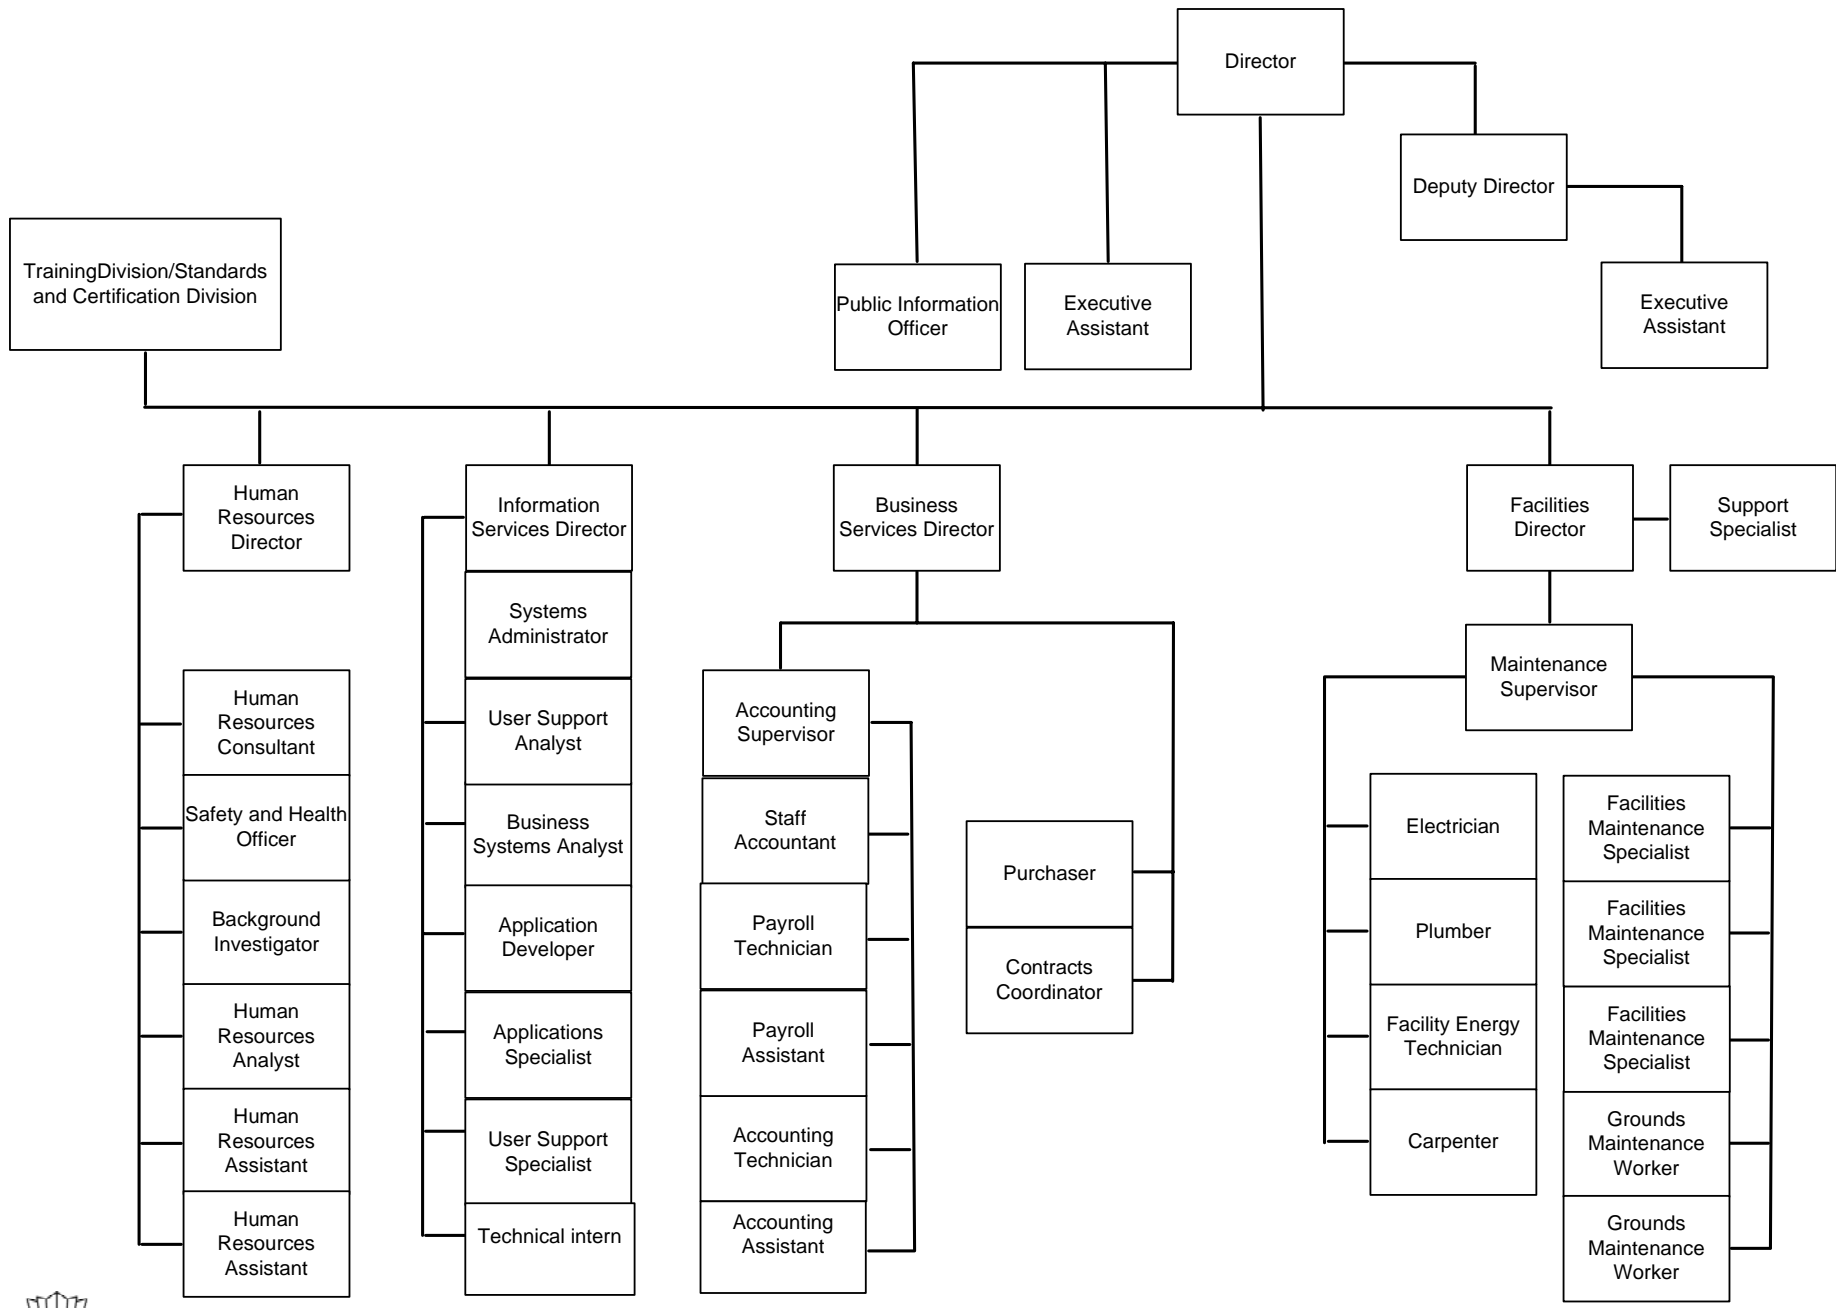 Director
Deputy Director
TrainingDivision/Standards
and Certification Division
Public Information
Officer
Executive
Assistant
Executive
Assistant
Human
Resources
Director
Information
Services Director
Business
Services Director
Facilities
Director
Support
Specialist
Human
Resources
Consultant
Safety and Health
Officer
Background
Investigator
Human
Resources
Analyst
Human
Resources
Assistant
Human
Resources
Assistant
Systems
Administrator
User Support
Analyst
Business
Systems Analyst
Application
Developer
Applications
Specialist
User Support
Specialist
Technical intern
Accounting
Supervisor
Staff
Accountant
Payroll
Technician
Payroll
Assistant
Accounting
Technician
Accounting
Assistant
Purchaser
Contracts
Coordinator
Maintenance
Supervisor
Electrician
Plumber
Facility Energy
Technician
Carpenter
Facilities
Maintenance
Specialist
Facilities
Maintenance
Specialist
Facilities
Maintenance
Specialist
Grounds
Maintenance
Worker
Grounds
Maintenance
Worker